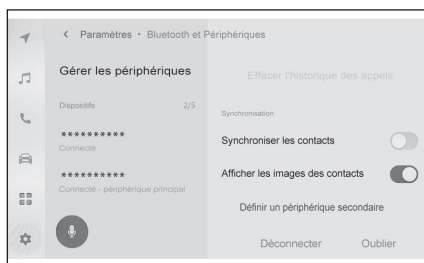 Paramètres • Bluetooth et Périphériques
Gérer les périphériques
Dispositifs 2/5
**********
Connecté
**********
Connecté - périphérique principal
Effacer l'historique des appels
Synchronisation
Synchroniser les contacts
Afficher les images des contacts
Définir un périphérique secondaire
Déconnecter Oublier